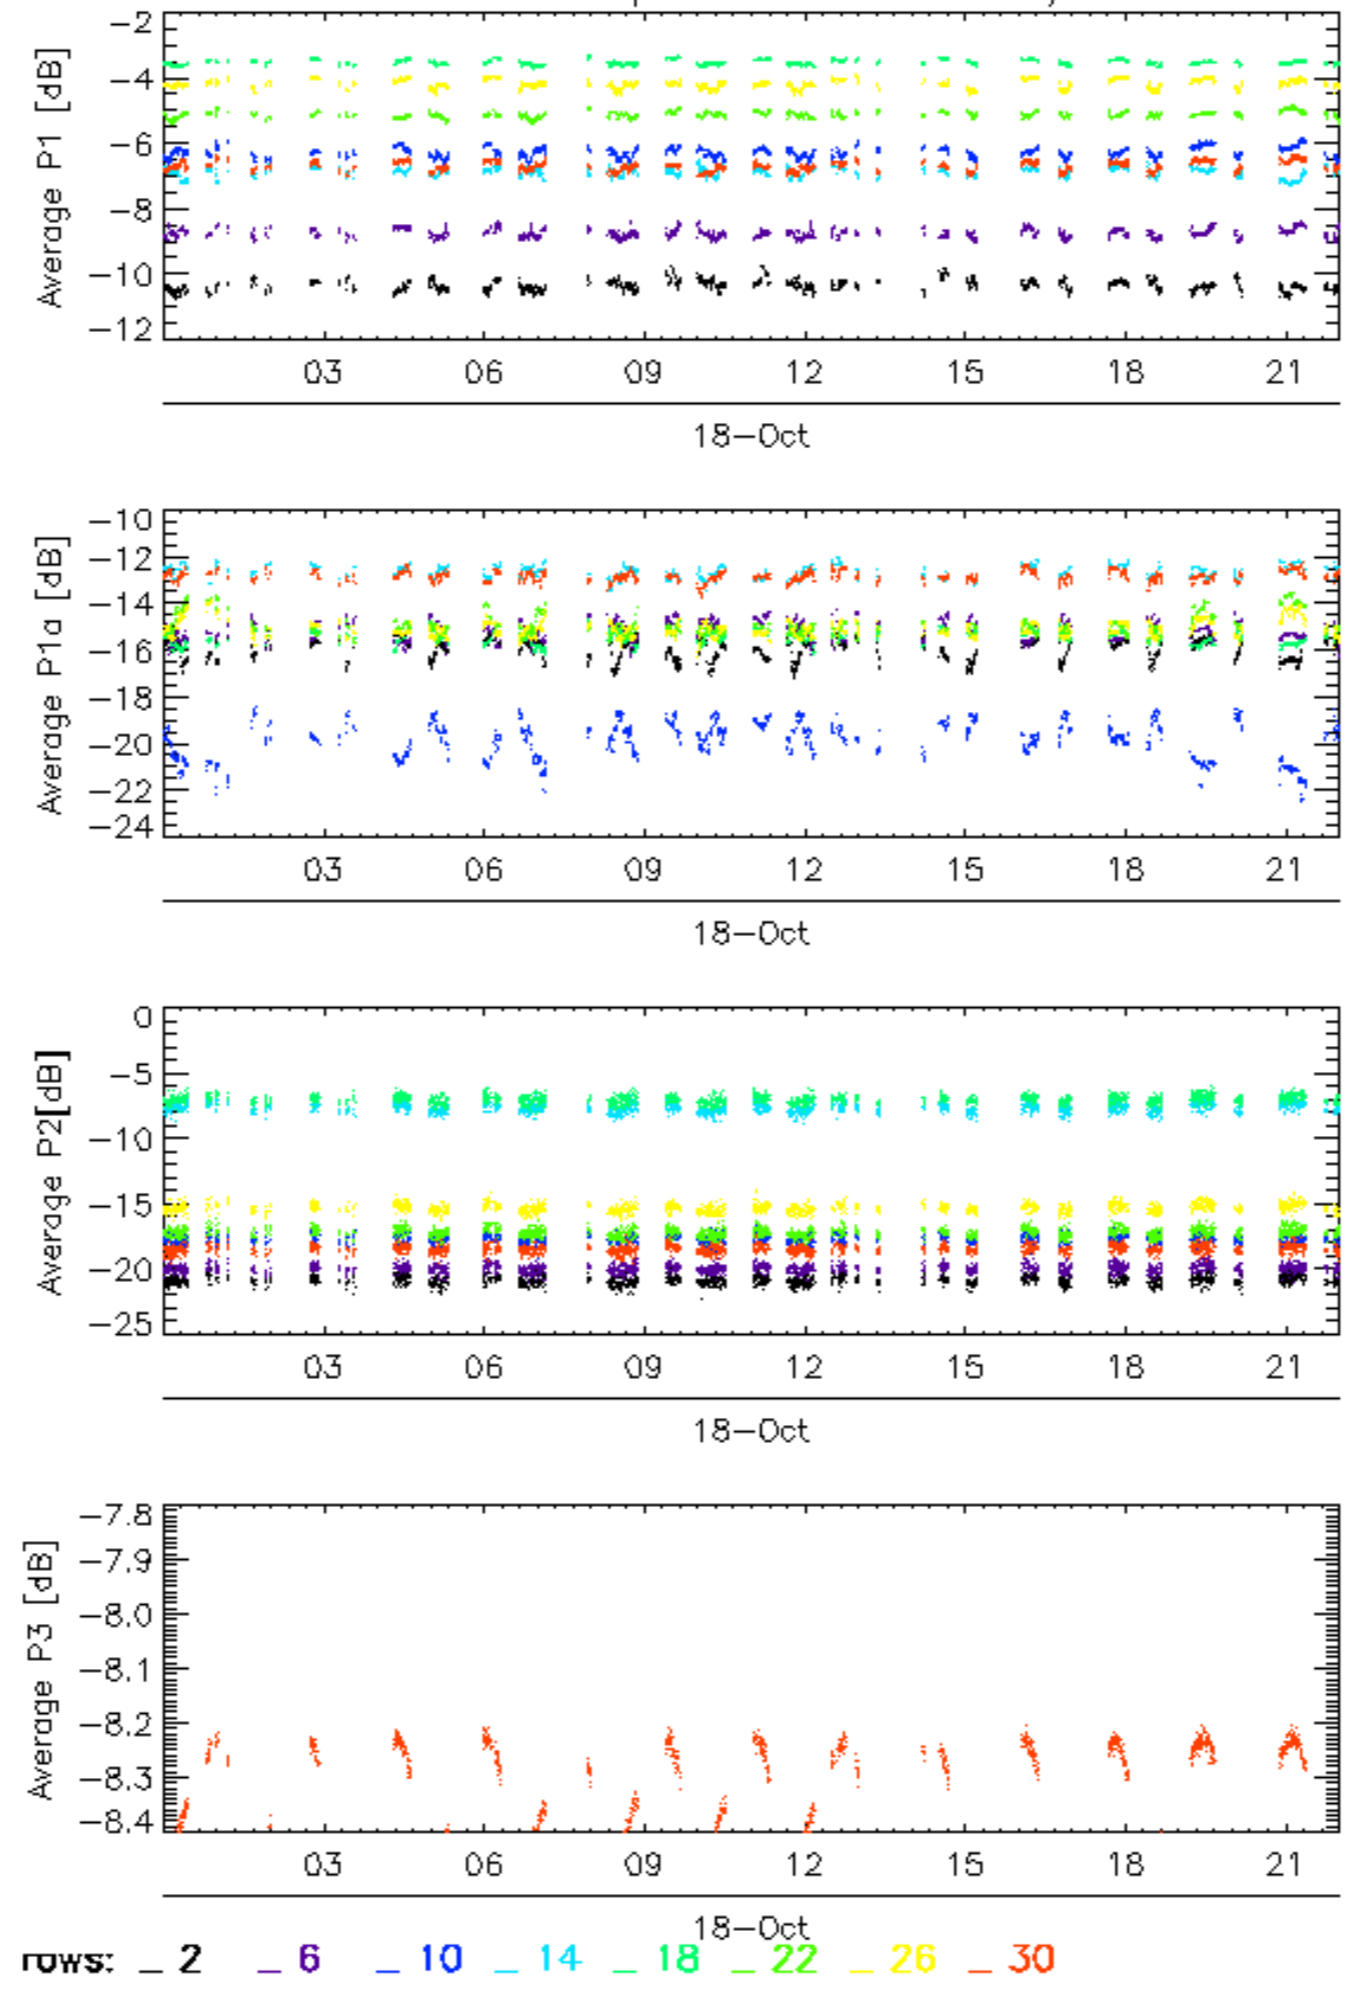 Average P1 [dB]
−2
−4
−6
−8
−10
−12
03 06 09 12 15 18 21
18−Oct
Average P1a [dB]
−10
−12
−14
−16
−18
−20
−22
−24
03 06 09 12 15 18 21
18−Oct
Average P2[dB]
0
−5
−10
−15
−20
−25
03 06 09 12 15 18 21
18−Oct
Average P3 [dB]
−7.8
−7.9
−8.0
−8.1
−8.2
−8.3
−8.4
03 06 09 12 15 18 21
18−Oct
rows: _ 2 _ 6 _ 10 _ 14 _ 18 _ 22 _ 26 _ 30